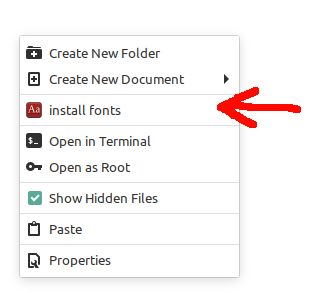 Create New Folder
Create New Document
Aa install fonts
Open in Terminal
Open as Root
Show Hidden Files
Paste
Properties